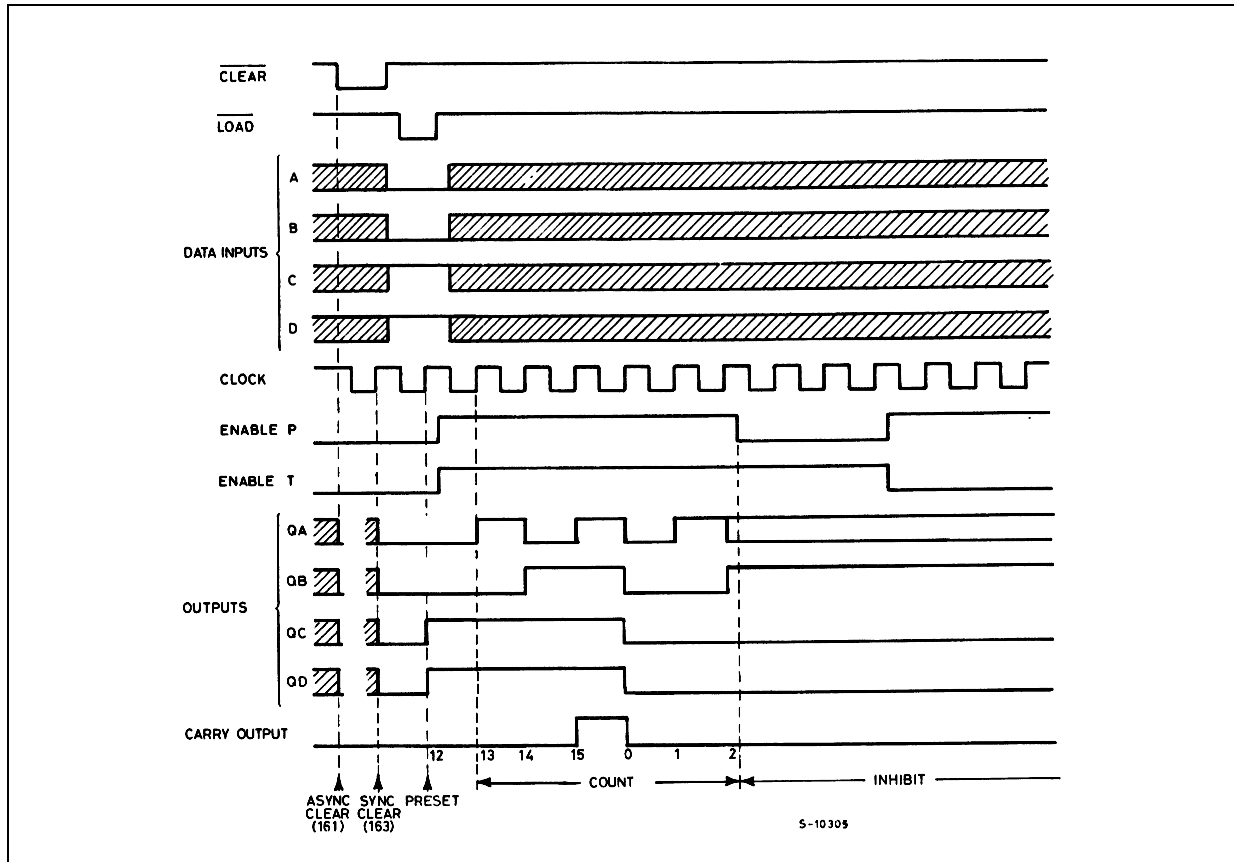 CLEAR
LOAD
DATA INPUTS
A
B
C
D
CLOCK
ENABLE P
ENABLE T
OUTPUTS
QA
QB
QC
QD
CARRY OUTPUT
12 13 14 15 0 1 2
COUNT
INHIBIT
ASYNC CLEAR (161)
SYNC CLEAR (163)
PRESET
S-10305